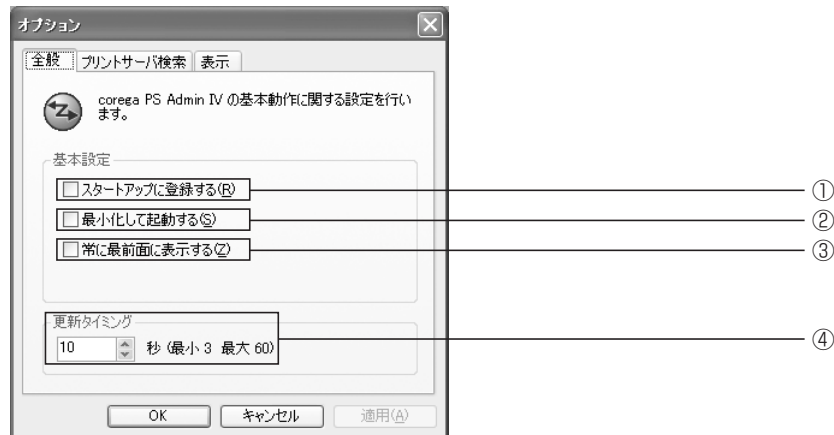 オプション
全般 プリントサーバ検索 表示
corega PS Admin IV の基本動作に関する設定を行い
ます。
基本設定
スタートアップに登録する(R)
①
最小化して起動する(S)
②
常に最前面に表示する(Z)
③
更新タイミング
10 秒 (最小 3 最大 60)
④
OK キャンセル 適用(A)